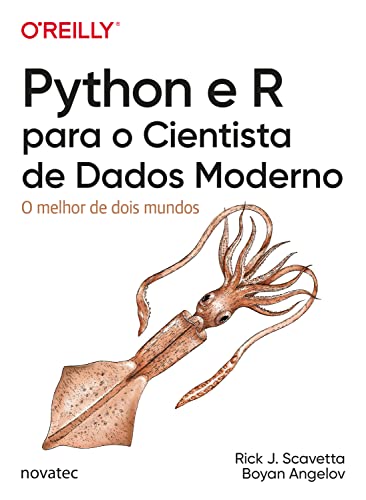 O'REILLY®
Python e R
para o Cientista
de Dados Moderno
O melhor de dois mundos
Rick J. Scavetta
Boyan Angelov
novatec